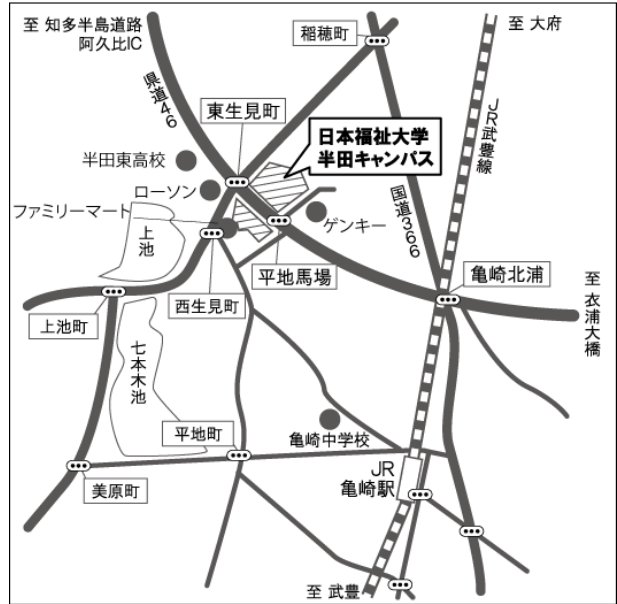 至 知多半島道路
阿久比IC
稲穂町
至 大府
県道46
東生見町
JR武豊線
日本福祉大学
半田キャンパス
半田東高校
ローソン
国道366
ファミリーマート
ゲンキー
上池
平地馬場
亀崎北浦
西生見町
至 衣浦大橋
上池町
七本木池
平地町
亀崎中学校
美原町
JR
亀崎駅
至 武豊